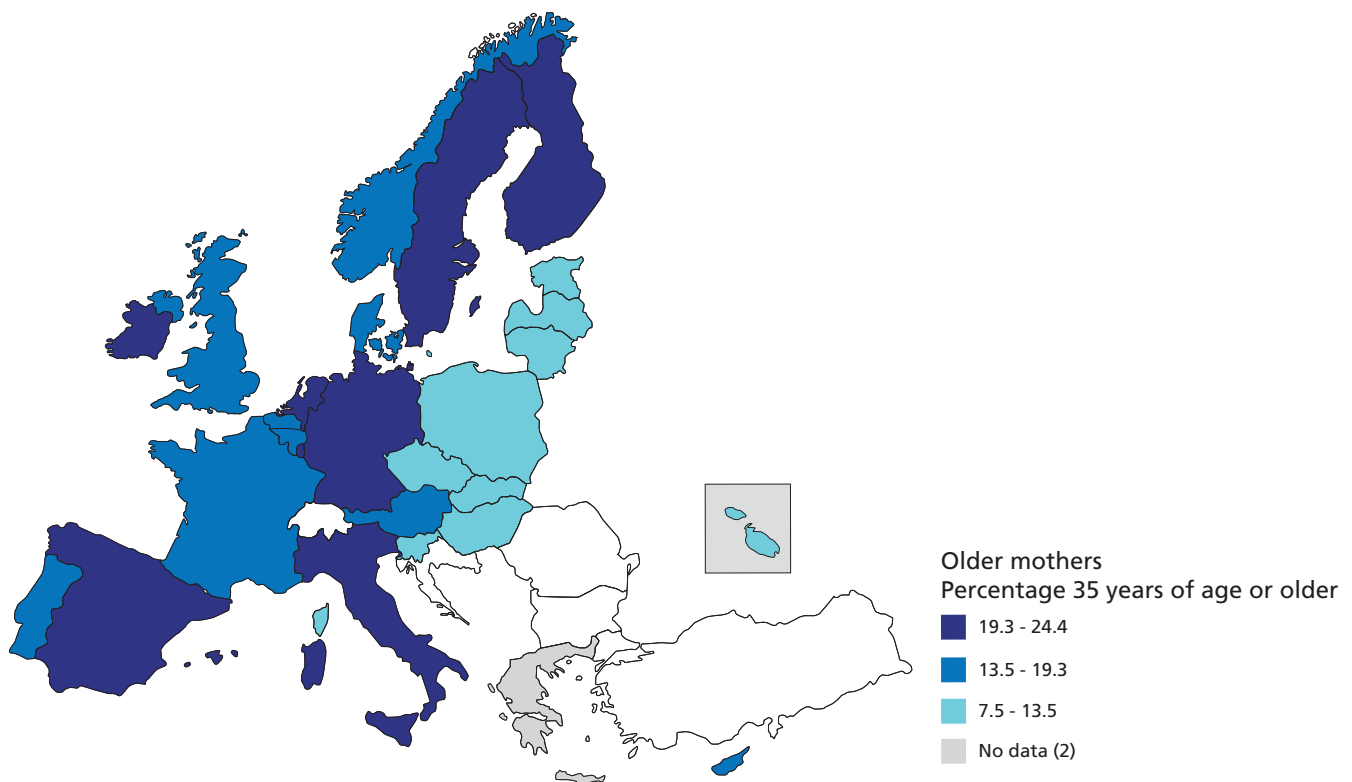 Older mothers
Percentage 35 years of age or older
19.3 - 24.4
13.5 - 19.3
7.5 - 13.5
No data (2)